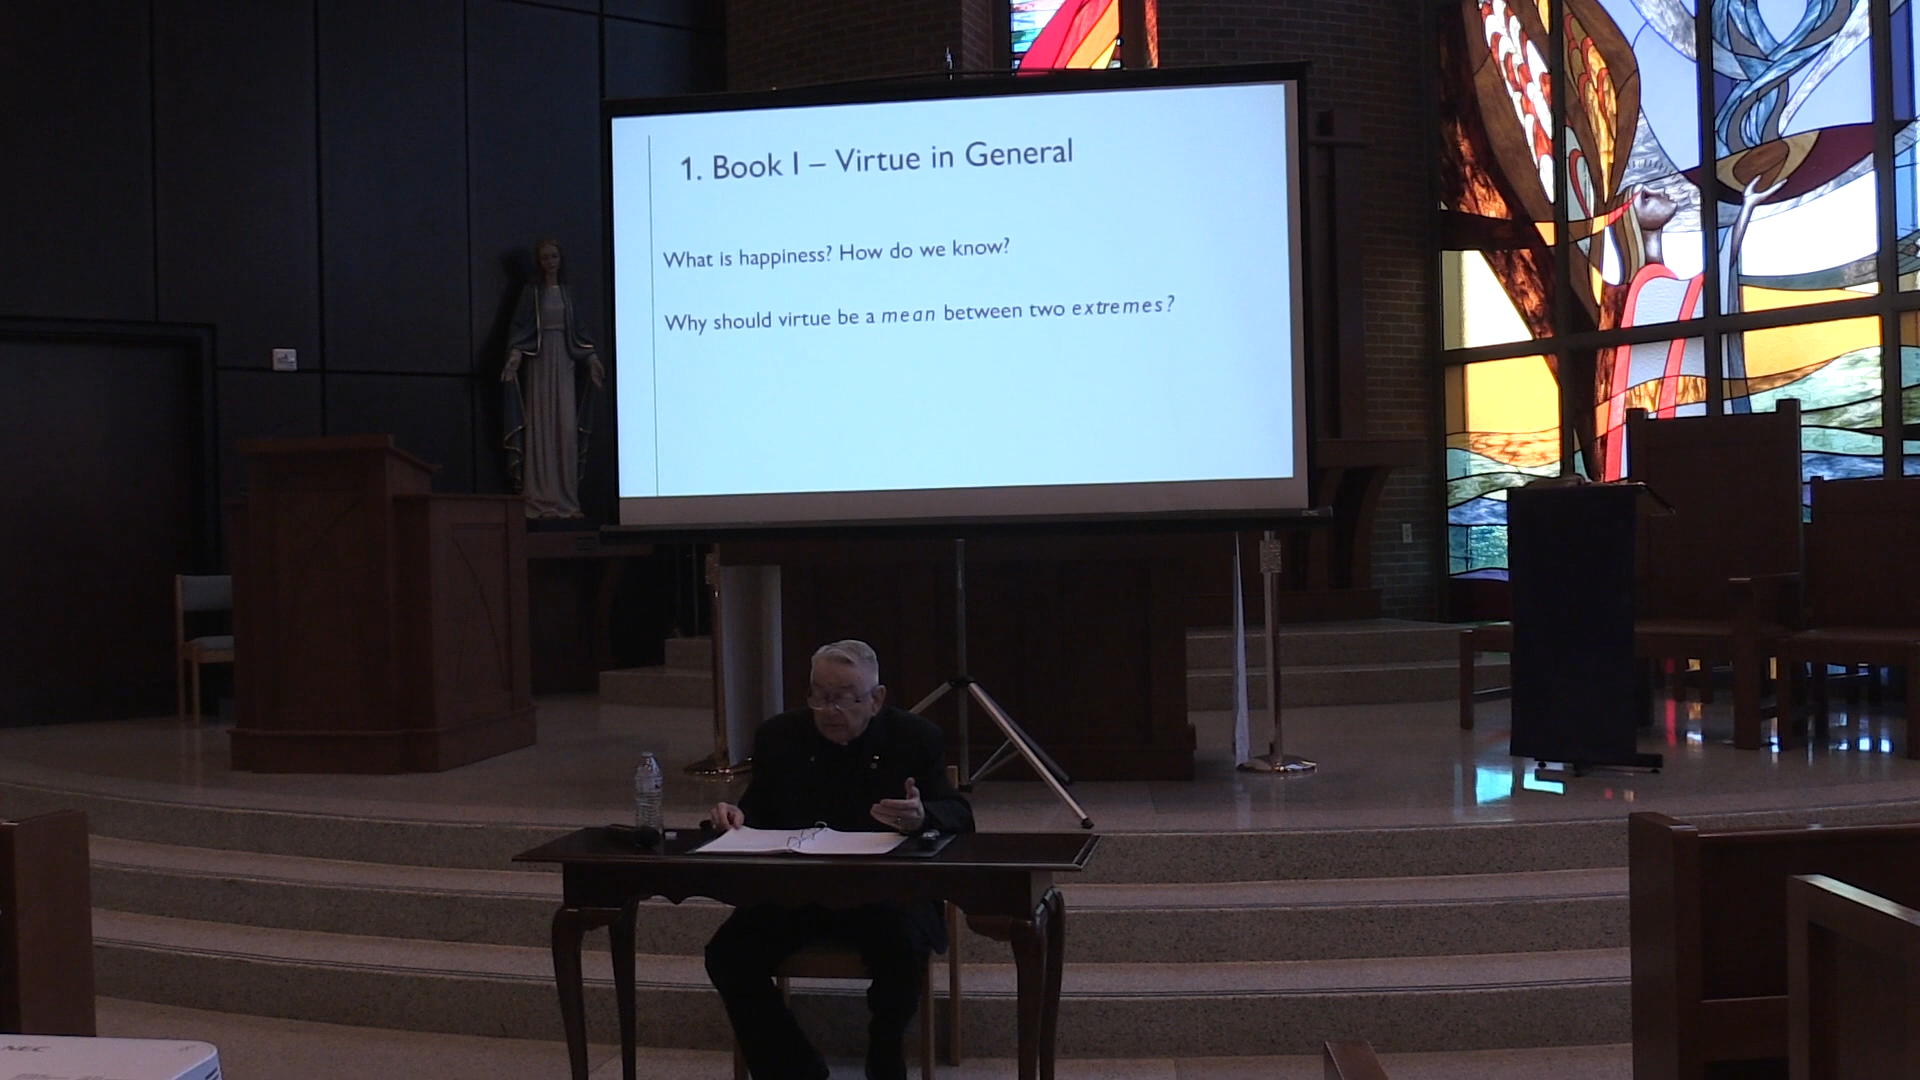 1. Book I – Virtue in General
What is happiness? How do we know?
Why should virtue be a mean between two extremes?
NEC